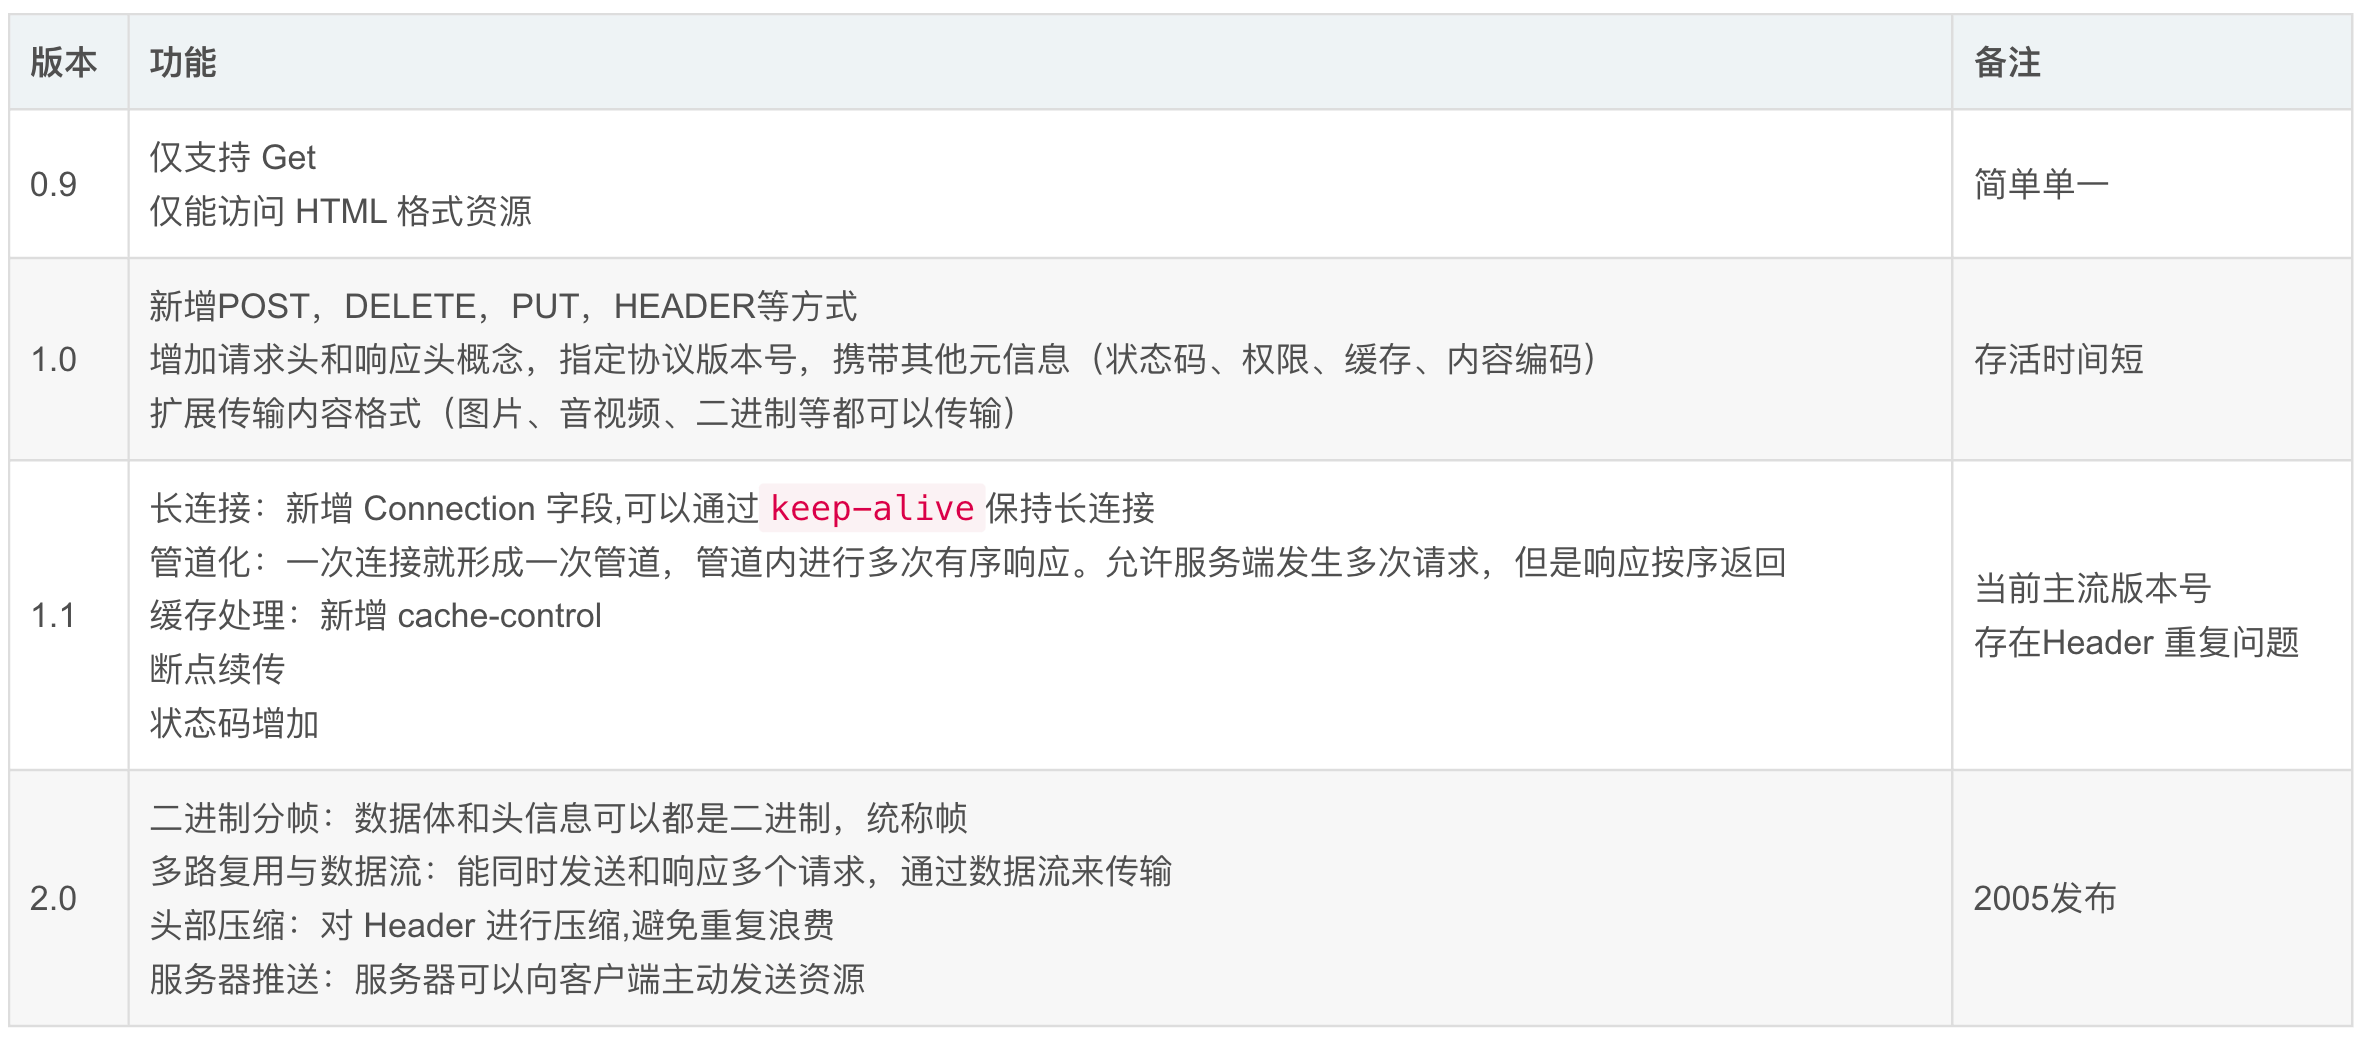 版本
功能
备注
0.9
仅支持 Get
仅能访问 HTML 格式资源
简单单一
1.0
新增POST，DELETE，PUT，HEADER等方式
增加请求头和响应头概念，指定协议版本号，携带其他元信息（状态码、权限、缓存、内容编码）
扩展传输内容格式（图片、音视频、二进制等都可以传输）
存活时间短
1.1
长连接：新增 Connection 字段,可以通过keep-alive保持长连接
管道化：一次连接就形成一次管道，管道内进行多次有序响应。允许服务端发生多次请求，但是响应按序返回
缓存处理：新增 cache-control
断点续传
状态码增加
当前主流版本号
存在Header 重复问题
2.0
二进制分帧：数据体和头信息可以都是二进制，统称帧
多路复用与数据流：能同时发送和响应多个请求，通过数据流来传输
头部压缩：对 Header 进行压缩,避免重复浪费
服务器推送：服务器可以向客户端主动发送资源
2005发布